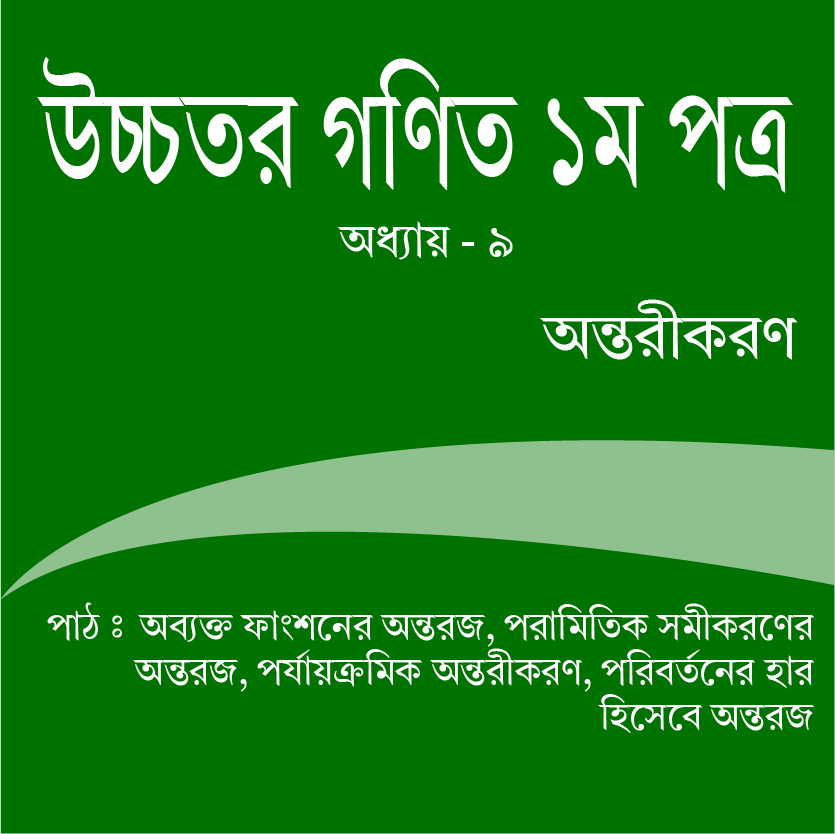 উচ্চতর গণিত ১ম পত্র
অধ্যায় - ৯
অন্তরীকরণ
পাঠ ঃ অব্যক্ত ফাংশনের অন্তরজ, পরামিতিক সমীকরণের
অন্তরজ, পর্যায়ক্রমিক অন্তরীকরণ, পরিবর্তনের হার
হিসেবে অন্তরজ